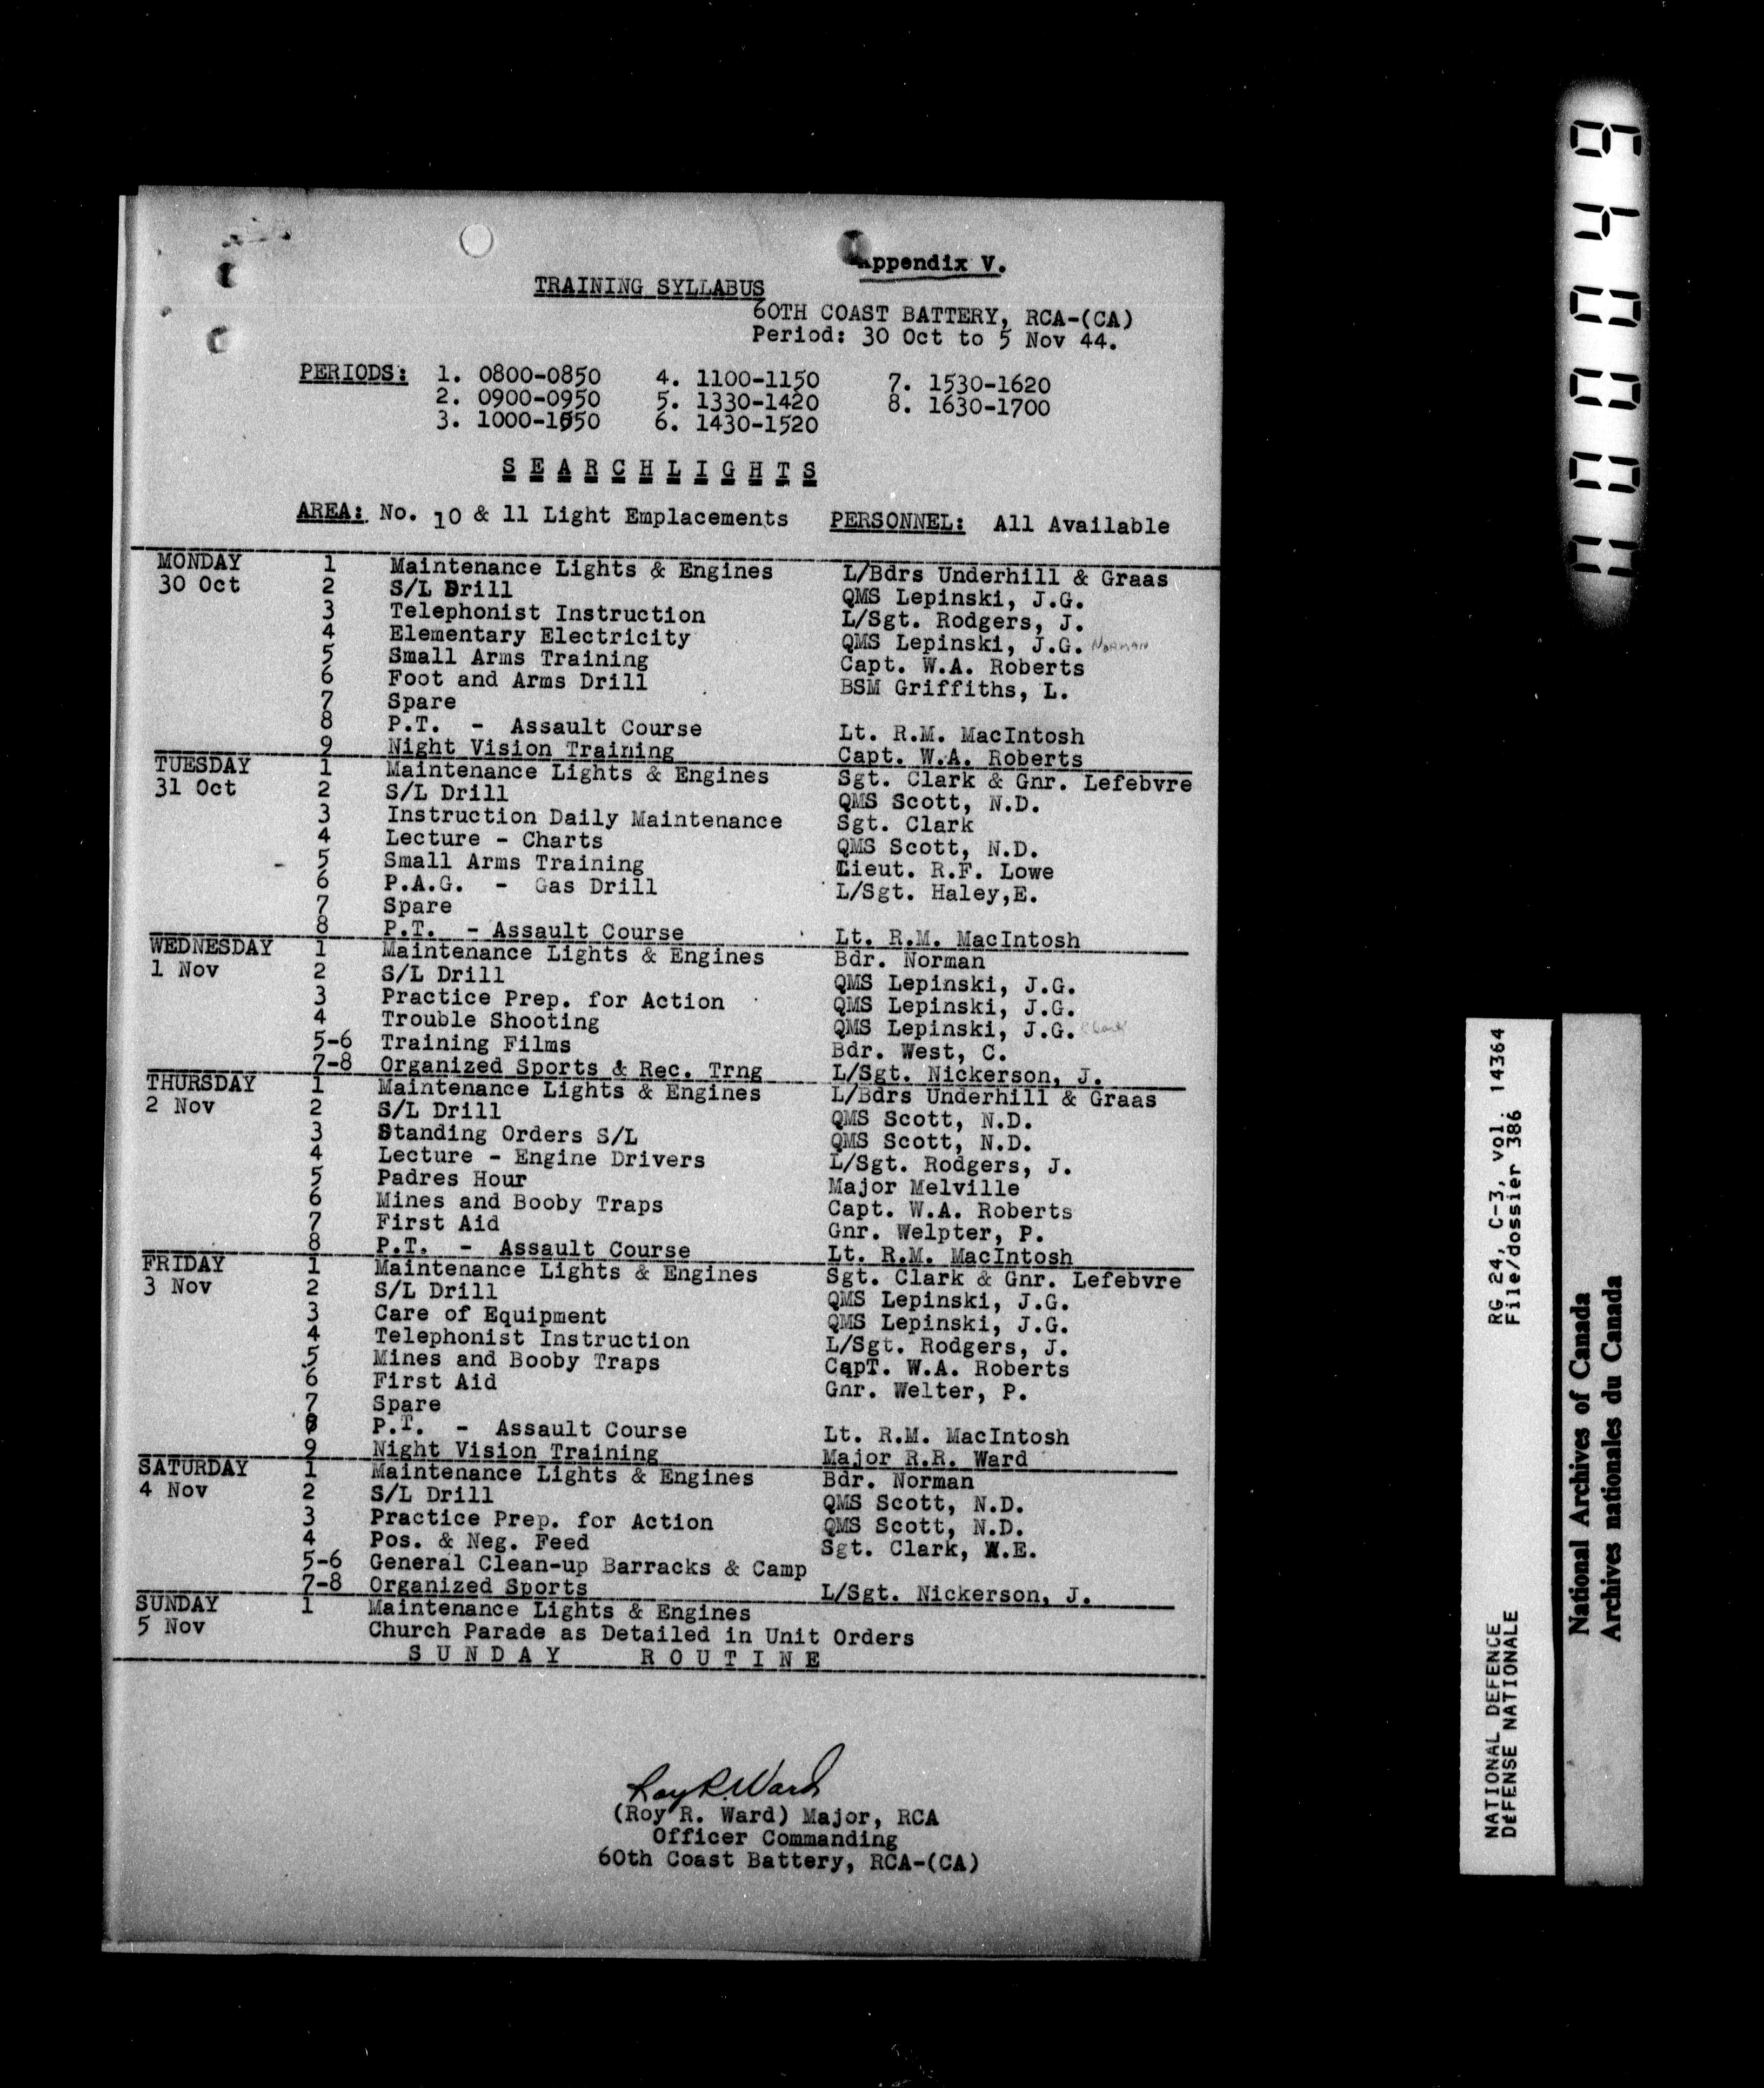 Appendix V.
TRAINING SYLLABUS
60TH COAST BATTERY, RCA-(CA)
Period: 30 Oct to 5 Nov 44.
PERIODS: 1. 0800-0850 4. 1100-1150 7. 1530-1620
2. 0900-0950 5. 1330-1420 8. 1630-1700
3. 1000-1050 6. 1430-1520
S E A R C H L I G H T S
AREA: No. 10 & 11 Light Emplacements PERSONNEL: All Available
MONDAY 1 Maintenance Lights & Engines L/Bdrs Underhill & Graas
30 Oct 2 S/L Drill QMS Lepinski, J.G.
3 Telephonist Instruction L/Sgt. Rodgers, J.
4 Elementary Electricity QMS Lepinski, J.G. NORMAN
5 Small Arms Training Capt. W.A. Roberts
6 Foot and Arms Drill BSM Griffiths, L.
7 Spare
8 P.T. - Assault Course Lt. R.M. MacIntosh
9 Night Vision Training Capt. W.A. Roberts
TUESDAY 1 Maintenance Lights & Engines Sgt. Clark & Gnr. Lefebvre
31 Oct 2 S/L Drill QMS Scott, N.D.
3 Instruction Daily Maintenance Sgt. Clark
4 Lecture - Charts QMS Scott, N.D.
- 5 Small Arms Training Lieut. R.F. Lowe
6 P.A.G. - Gas Drill L/Sgt. Haley,E.
7 Spare
8 P.T. - Assault Course Lt. R.M. MacIntosh
WEDNESDAY 1 Maintenance Lights & Engines Bdr. Norman
1 Nov 2 S/L Drill QMS Lepinski, J.G.
3 Practice Prep. for Action QMS Lepinski, J.G.
4 Trouble Shooting QMS Lepinski, J.G.
5-6 Training Films Bdr. West, C.
7-8 Organized Sports & Rec. Trng L/Sgt. Nickerson, J.
THURSDAY 1 Maintenance Lights & Engines L/Bdrs Underhill & Graas
2 Nov 2 S/L Drill QMS Scott, N.D.
3 Standing Orders S/L QMS Scott, N.D.
4 Lecture - Engine Drivers L/Sgt. Rodgers, J.
5 Padres Hour Major Melville
6 Mines and Booby Traps Capt. W.A. Roberts
7 First Aid Gnr. Welpter, P.
8 P.T. - Assault Course Lt. R.M. MacIntosh
FRIDAY 1 Maintenance Lights & Engines Sgt. Clark & Gnr. Lefebvre
3 Nov 2 S/L Drill QMS Lepinski, J.G.
3 Care of Equipment QMS Lepinski, J.G.
4 Telephonist Instruction L/Sgt. Rodgers, J.
5 Mines and Booby Traps CapT. W.A. Roberts
6 First Aid Gnr. Welter, P.
7 Spare
8 P.T. - Assault Course Lt. R.M. MacIntosh
9 Night Vision Training Major R.R. Ward
SATURDAY 1 Maintenance Lights & Engines Bdr. Norman
4 Nov 2 S/L Drill QMS Scott, N.D.
3 Practice Prep. for Action QMS Scott, N.D.
4 Pos. & Neg. Feed Sgt. Clark, W.E.
5-6 General Clean-up Barracks & Camp
7-8 Organized Sports L/Sgt. Nickerson, J.
SUNDAY 1 Maintenance Lights & Engines
5 Nov Church Parade as Detailed in Unit Orders
S U N D A Y R O U T I N E
Roy R. Ward
(Roy R. Ward) Major, RCA
Officer Commanding
60th Coast Battery, RCA-(CA)
NATIONAL DEFENCE RG 24, C-3, vol. 14364
DEFENSE NATIONALE File/dossier 386
National Archives of Canada
Archives nationales du Canada